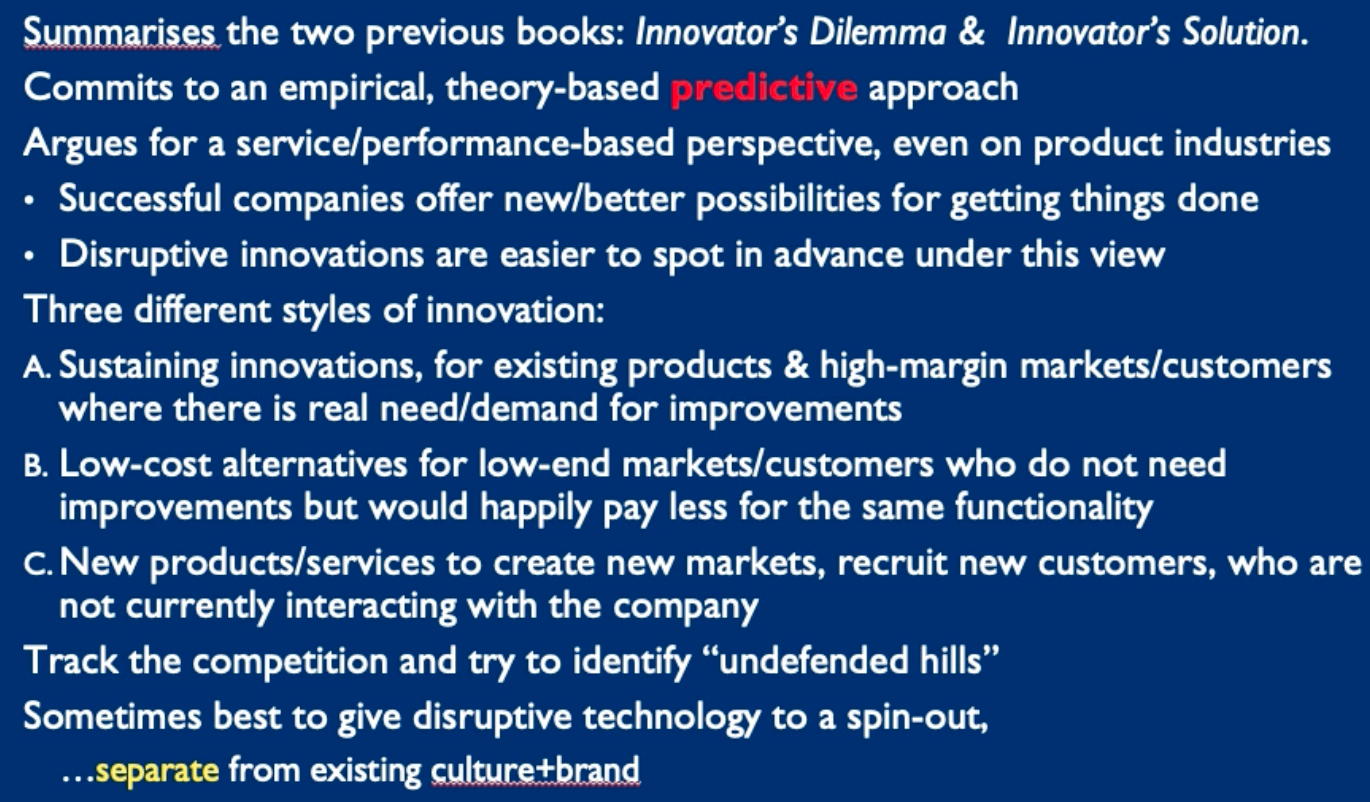 Summarises the two previous books: Innovator's Dilemma & Innovator's Solution.
Commits to an empirical, theory-based predictive approach
Argues for a service/performance-based perspective, even on product industries
• Successful companies offer new/better possibilities for getting things done
• Disruptive innovations are easier to spot in advance under this view
Three different styles of innovation:
A. Sustaining innovations, for existing products & high-margin markets/customers
where there is real need/demand for improvements
B. Low-cost alternatives for low-end markets/customers who do not need
improvements but would happily pay less for the same functionality
C. New products/services to create new markets, recruit new customers, who are
not currently interacting with the company
Track the competition and try to identify “undefended hills”
Sometimes best to give disruptive technology to a spin-out,
…separate from existing culture+brand